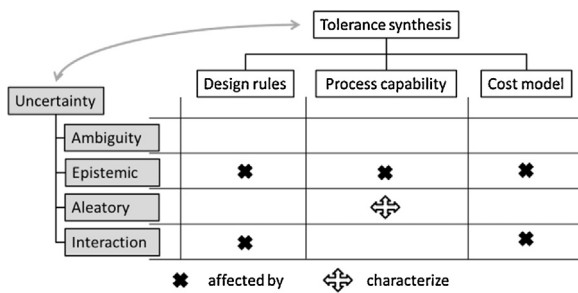 Tolerance synthesis
Design rules
Process capability
Cost model
Uncertainty
Ambiguity
Epistemic
Aleatory
Interaction
affected by
characterize